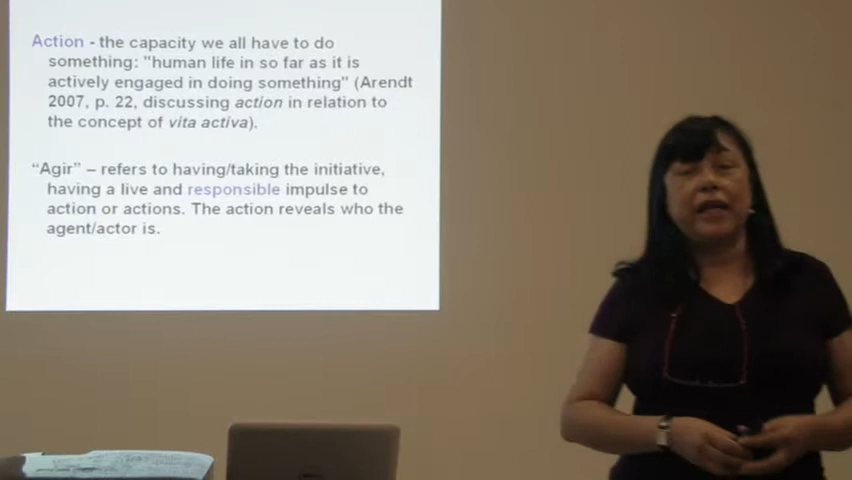 Action - the capacity we all have to do
something: "human life in so far as it is
actively engaged in doing something" (Arendt
2007, p. 22, discussing action in relation to
the concept of vita activa).
“Agir” – refers to having/taking the initiative,
having a live and responsible impulse to
action or actions. The action reveals who the
agent/actor is.